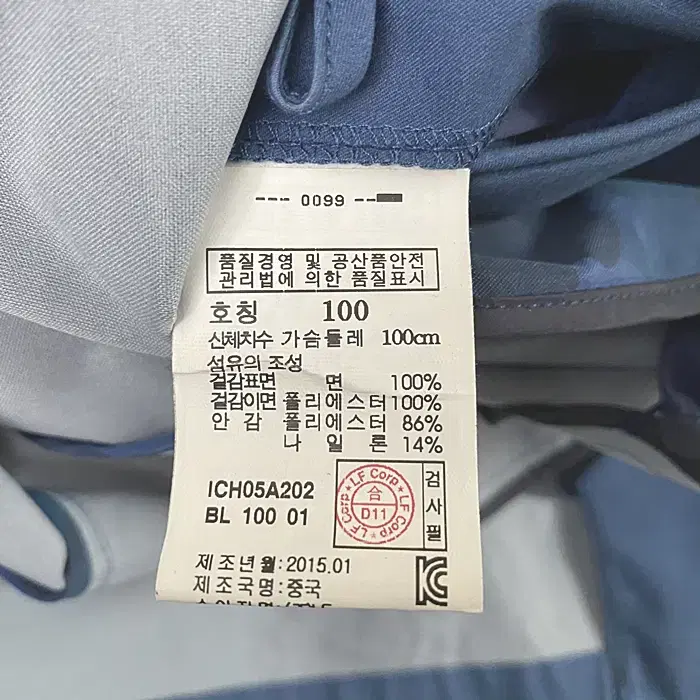 --- 0099 --
품질경영 및 공산품안전
관리법에 의한 품질표시
호칭 100
신체치수 가슴둘레 100cm
섬유의 조성
겉감표면 면 100%
겉감이면 폴리에스터 100%
안감 폴리에스터 86%
나일론 14%
ICH05A202
BL 100 01
LF Corp LF Corp LF Corp
合
D11
검사필
제조년월:2015.01
제조국명:중국